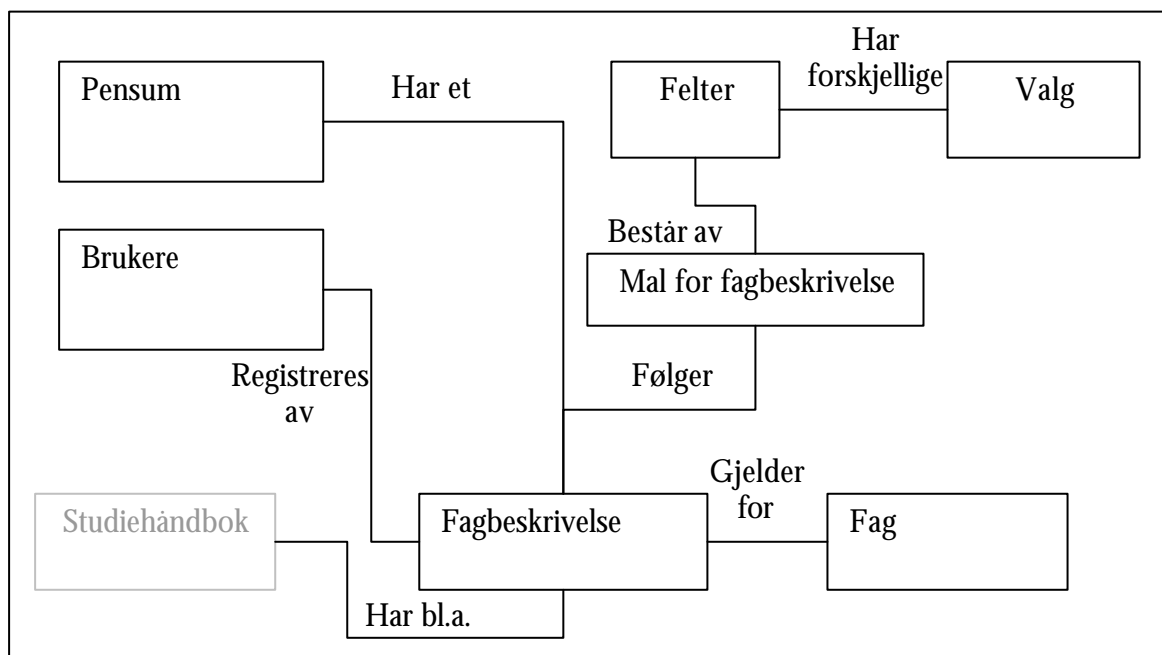 Har
forskjellige
Pensum
Har et
Felter
Valg
Består av
Brukere
Mal for fagbeskrivelse
Registreres
av
Følger
Gjelder
for
Studiehåndbok
Fagbeskrivelse
Fag
Har bl.a.